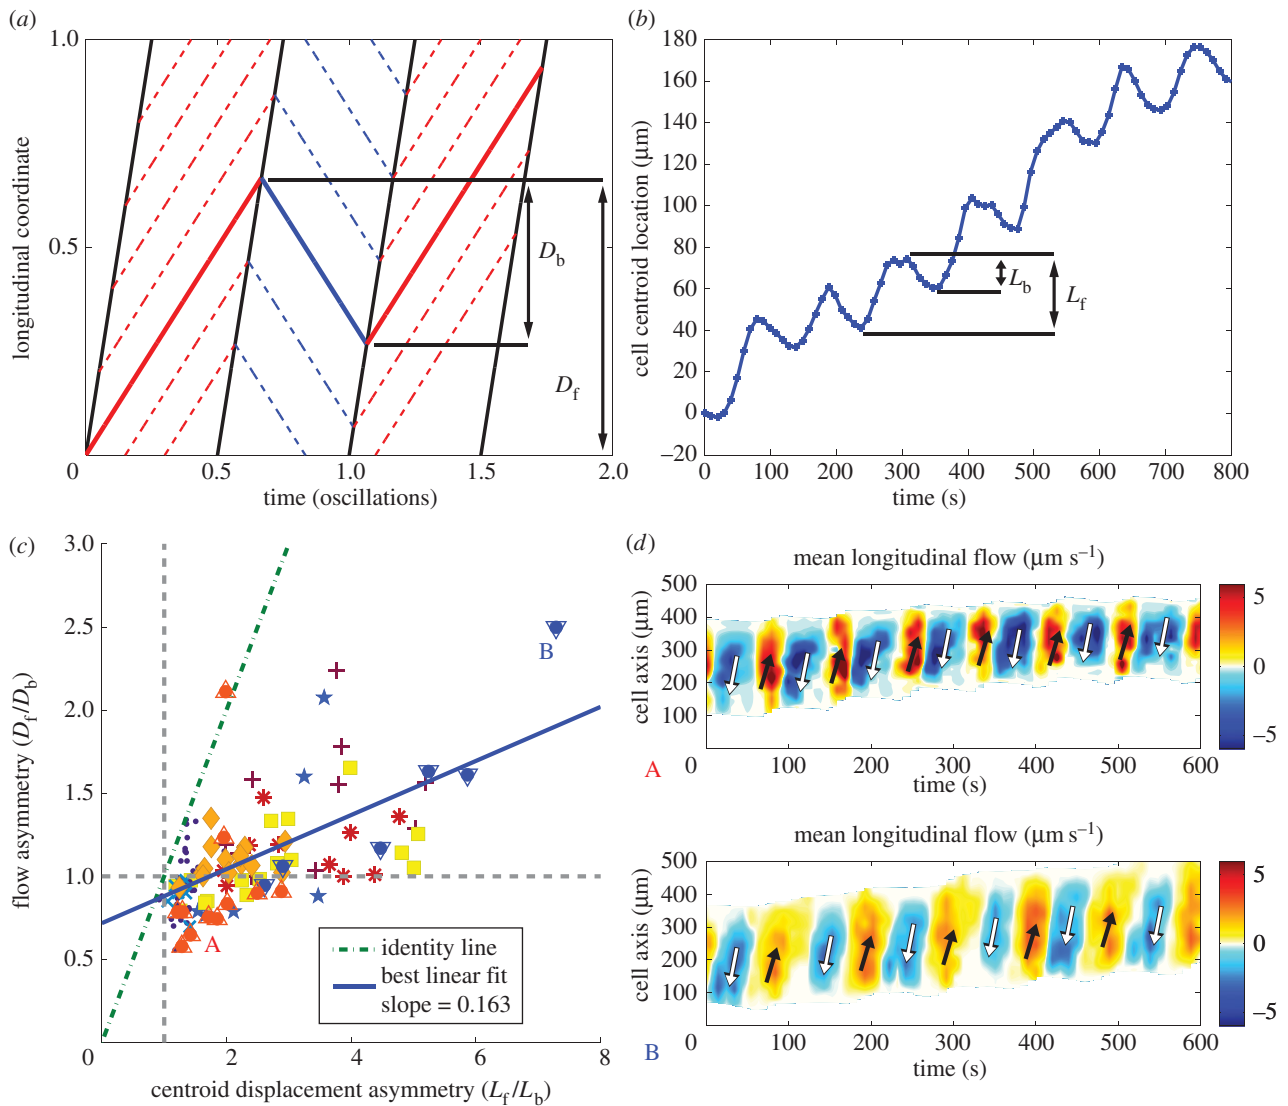 (a)
1.0
0.5
0
0.5
1.0
1.5
2.0
longitudinal coordinate
time (oscillations)
D_b
D_f
(b)
180
160
140
120
100
80
60
40
20
0
–20
0
100
200
300
400
500
600
700
800
cell centroid location (µm)
time (s)
L_b
L_f
(c)
3.0
2.5
2.0
1.5
1.0
0.5
0
2
4
6
8
flow asymmetry (D_f/D_b)
centroid displacement asymmetry (L_f/L_b)
B
A
identity line
best linear fit
slope = 0.163
(d)
mean longitudinal flow (µm s⁻¹)
500
400
300
200
100
0
100
200
300
400
500
600
cell axis (µm)
time (s)
5
0
–5
A
mean longitudinal flow (µm s⁻¹)
500
400
300
200
100
0
100
200
300
400
500
600
cell axis (µm)
time (s)
5
0
–5
B